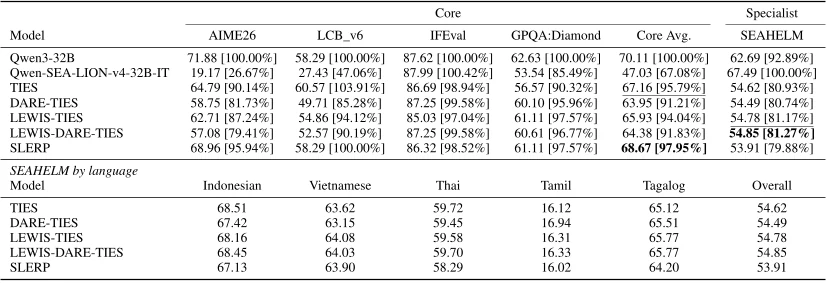 Core Specialist
Model AIME26 LCB_v6 IFEval GPQA:Diamond Core Avg. SEAHELM
Qwen3-32B 71.88 [100.00%] 58.29 [100.00%] 87.62 [100.00%] 62.63 [100.00%] 70.11 [100.00%] 62.69 [92.89%]
Qwen-SEA-LION-v4-32B-IT 19.17 [26.67%] 27.43 [47.06%] 87.99 [100.42%] 53.54 [85.49%] 47.03 [67.08%] 67.49 [100.00%]
TIES 64.79 [90.14%] 60.57 [103.91%] 86.69 [98.94%] 56.57 [90.32%] 67.16 [95.79%] 54.62 [80.93%]
DARE-TIES 58.75 [81.73%] 49.71 [85.28%] 87.25 [99.58%] 60.10 [95.96%] 63.95 [91.21%] 54.49 [80.74%]
LEWIS-TIES 62.71 [87.24%] 54.86 [94.12%] 85.03 [97.04%] 61.11 [97.57%] 65.93 [94.04%] 54.78 [81.17%]
LEWIS-DARE-TIES 57.08 [79.41%] 52.57 [90.19%] 87.25 [99.58%] 60.61 [96.77%] 64.38 [91.83%] 54.85 [81.27%]
SLERP 68.96 [95.94%] 58.29 [100.00%] 86.32 [98.52%] 61.11 [97.57%] 68.67 [97.95%] 53.91 [79.88%]
SEAHELM by language
Model Indonesian Vietnamese Thai Tamil Tagalog Overall
TIES 68.51 63.62 59.72 16.12 65.12 54.62
DARE-TIES 67.42 63.15 59.45 16.94 65.51 54.49
LEWIS-TIES 68.16 64.08 59.58 16.31 65.77 54.78
LEWIS-DARE-TIES 68.45 64.03 59.70 16.33 65.77 54.85
SLERP 67.13 63.90 58.29 16.02 64.20 53.91